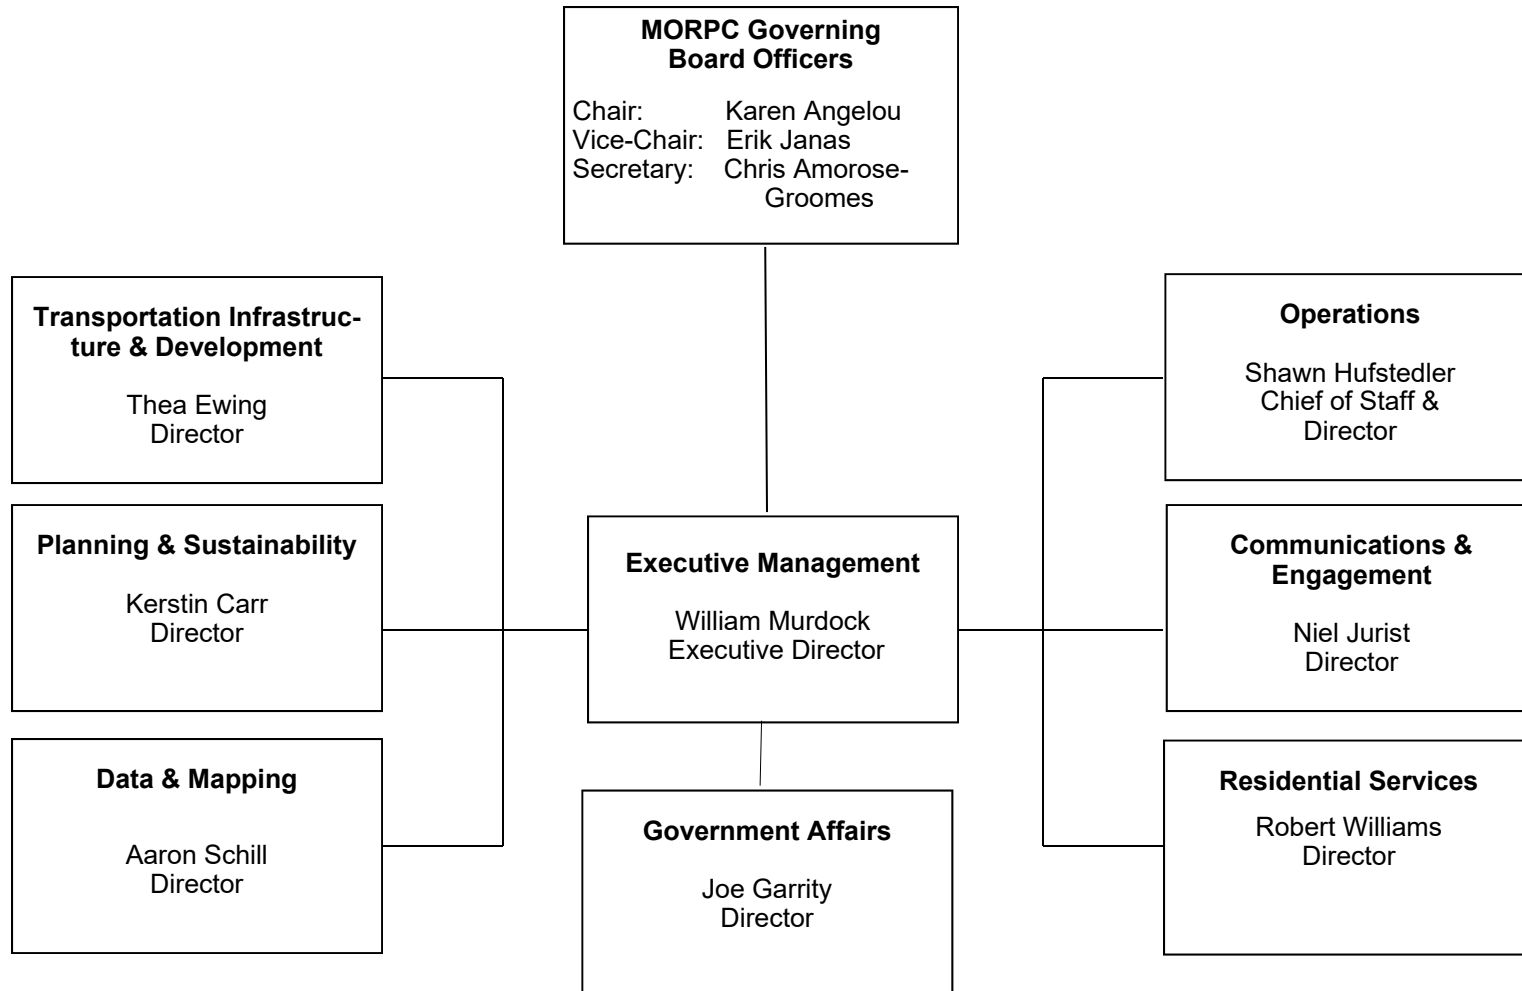 MORPC Governing
Board Officers
Chair: Karen Angelou
Vice-Chair: Erik Janas
Secretary: Chris Amorose-
Groomes
Transportation Infrastruc-
ture & Development
Thea Ewing
Director
Operations
Shawn Hufstedler
Chief of Staff &
Director
Planning & Sustainability
Kerstin Carr
Director
Executive Management
William Murdock
Executive Director
Communications &
Engagement
Niel Jurist
Director
Data & Mapping
Aaron Schill
Director
Government Affairs
Joe Garrity
Director
Residential Services
Robert Williams
Director